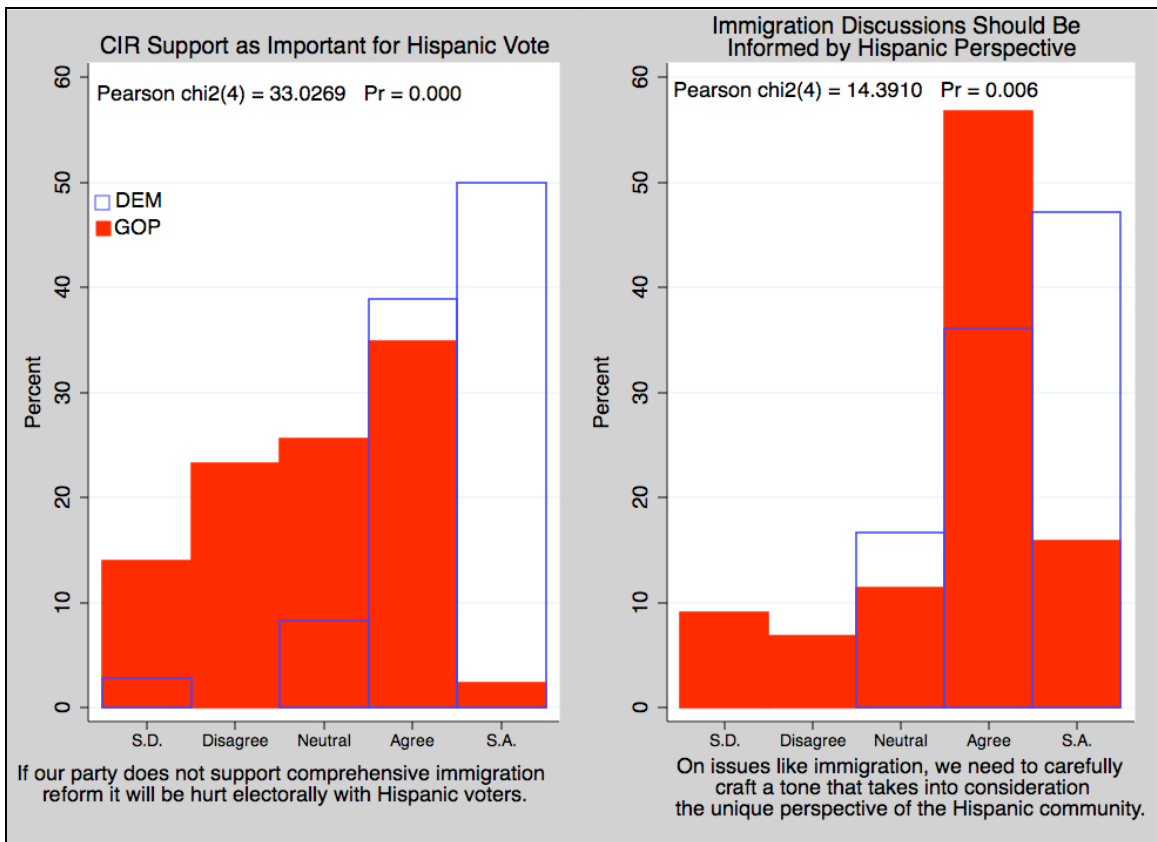 CIR Support as Important for Hispanic Vote
Pearson chi2(4) = 33.0269 Pr = 0.000
DEM
GOP
Percent
60
50
40
30
20
10
0
S.D. Disagree Neutral Agree S.A.
If our party does not support comprehensive immigration
reform it will be hurt electorally with Hispanic voters.
Immigration Discussions Should Be
Informed by Hispanic Perspective
Pearson chi2(4) = 14.3910 Pr = 0.006
Percent
60
50
40
30
20
10
0
S.D. Disagree Neutral Agree S.A.
On issues like immigration, we need to carefully
craft a tone that takes into consideration
the unique perspective of the Hispanic community.